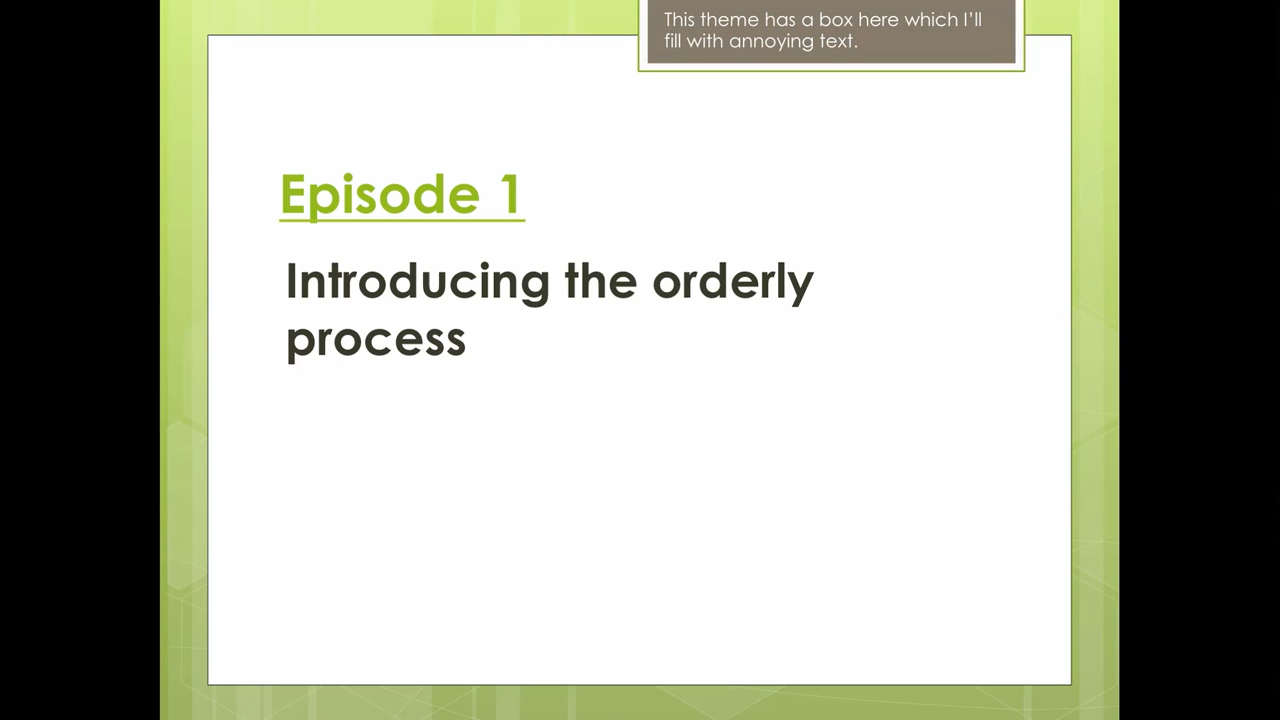 This theme has a box here which I'll
fill with annoying text.
Episode 1
Introducing the orderly
process